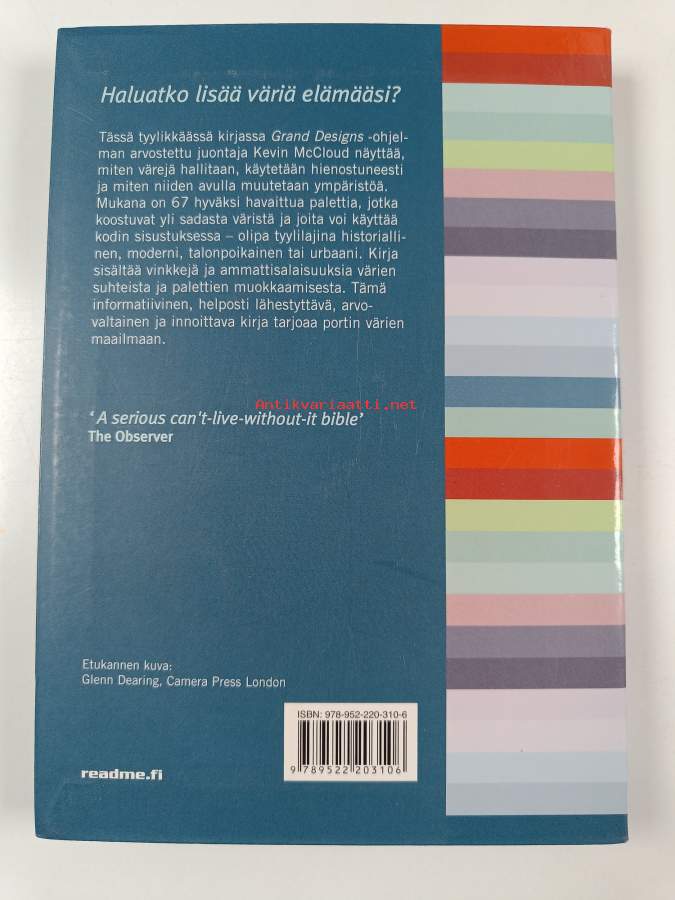 Haluatko lisää väriä elämääsi?
Tässä tyylikkäässä kirjassa Grand Designs -ohjel-
man arvostettu juontaja Kevin McCloud näyttää,
miten värejä hallitaan, käytetään hienostuneesti
ja miten niiden avulla muutetaan ympäristöä.
Mukana on 67 hyväksi havaittua palettia, jotka
koostuvat yli sadasta väristä ja joita voi käyttää
kodin sisustuksessa – olipa tyylilajina historialli-
nen, moderni, talonpoikainen tai urbaani. Kirja
sisältää vinkkejä ja ammattisalaisuuksia värien
suhteista ja palettien muokkaamisesta. Tämä
informatiivinen, helposti lähestyttävä, arvo-
valtainen ja innoittava kirja tarjoaa portin värien
maailmaan.
Antikvariaatti.net
‘ A serious can't-live-without-it bible’
The Observer
Etukannen kuva:
Glenn Dearing, Camera Press London
ISBN: 978-952-220-310-6
9 789522 203106
readme.fi